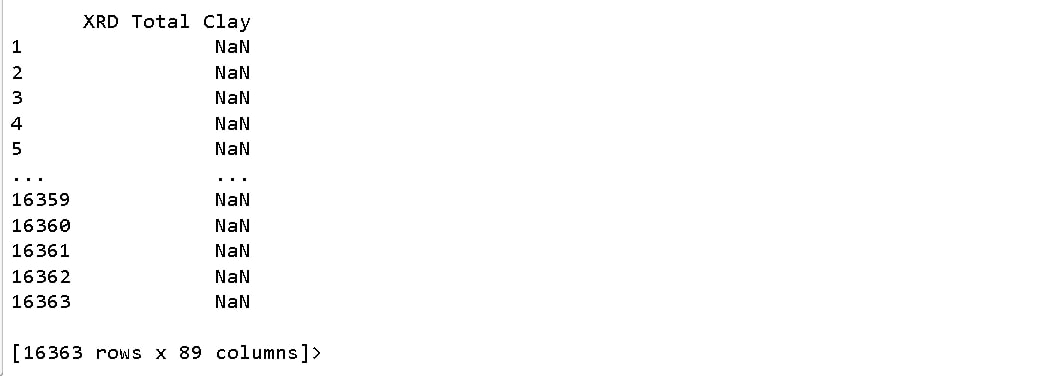 XRD Total Clay
1 NaN
2 NaN
3 NaN
4 NaN
5 NaN
... ...
16359 NaN
16360 NaN
16361 NaN
16362 NaN
16363 NaN
[16363 rows x 89 columns]>